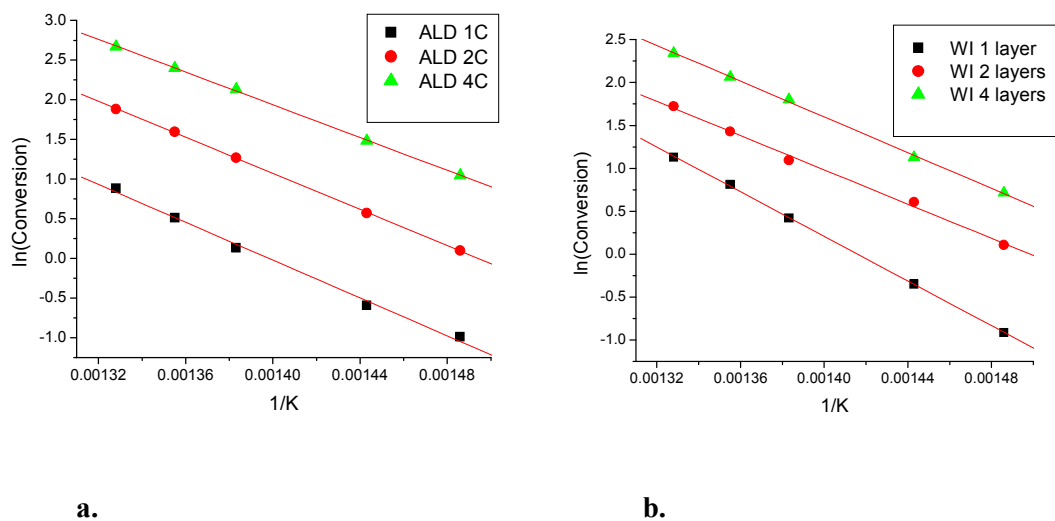 ALD 1C
ALD 2C
ALD 4C
3.0
2.5
2.0
1.5
1.0
0.5
0.0
-0.5
-1.0
ln(Conversion)
0.00132 0.00136 0.00140 0.00144 0.00148
1/K
a.
WI 1 layer
WI 2 layers
WI 4 layers
2.5
2.0
1.5
1.0
0.5
0.0
-0.5
-1.0
ln(Conversion)
0.00132 0.00136 0.00140 0.00144 0.00148
1/K
b.